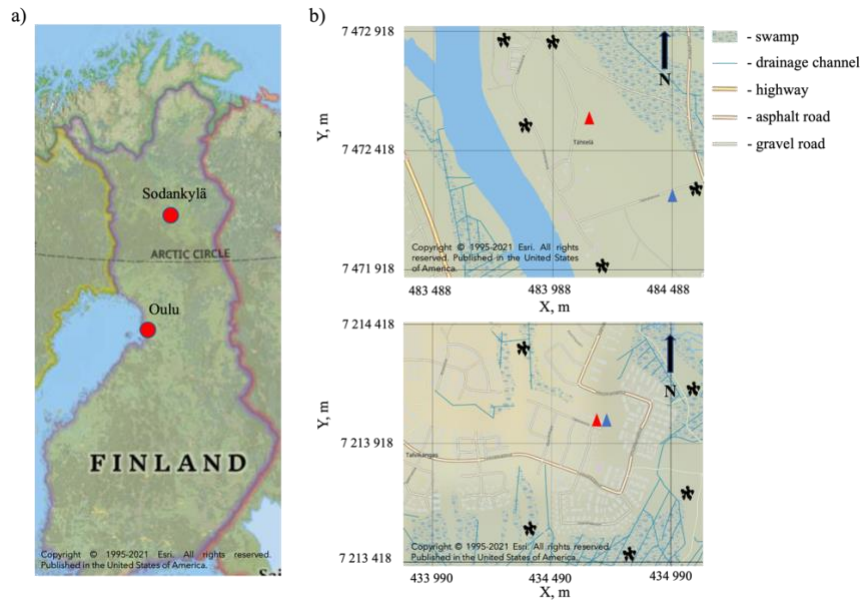 a)
Sodankylä
ARCTIC CIRCLE
Oulu
FINLAND
Copyright © 1995-2021 Esri. All rights reserved.
Published in the United States of America.
b)
7 472 918
7 472 418
7 471 918
Y, m
N
Tähtelä
Copyright © 1995-2021 Esri. All rights
reserved. Published in the United States
of America.
483 488
483 988
484 488
X, m
- swamp
- drainage channel
- highway
- asphalt road
- gravel road
7 214 418
7 213 918
7 213 418
Y, m
N
Talvikangas
Copyright © 1995-2021 Esri. All rights reserved.
Published in the United States of America.
433 990
434 490
434 990
X, m